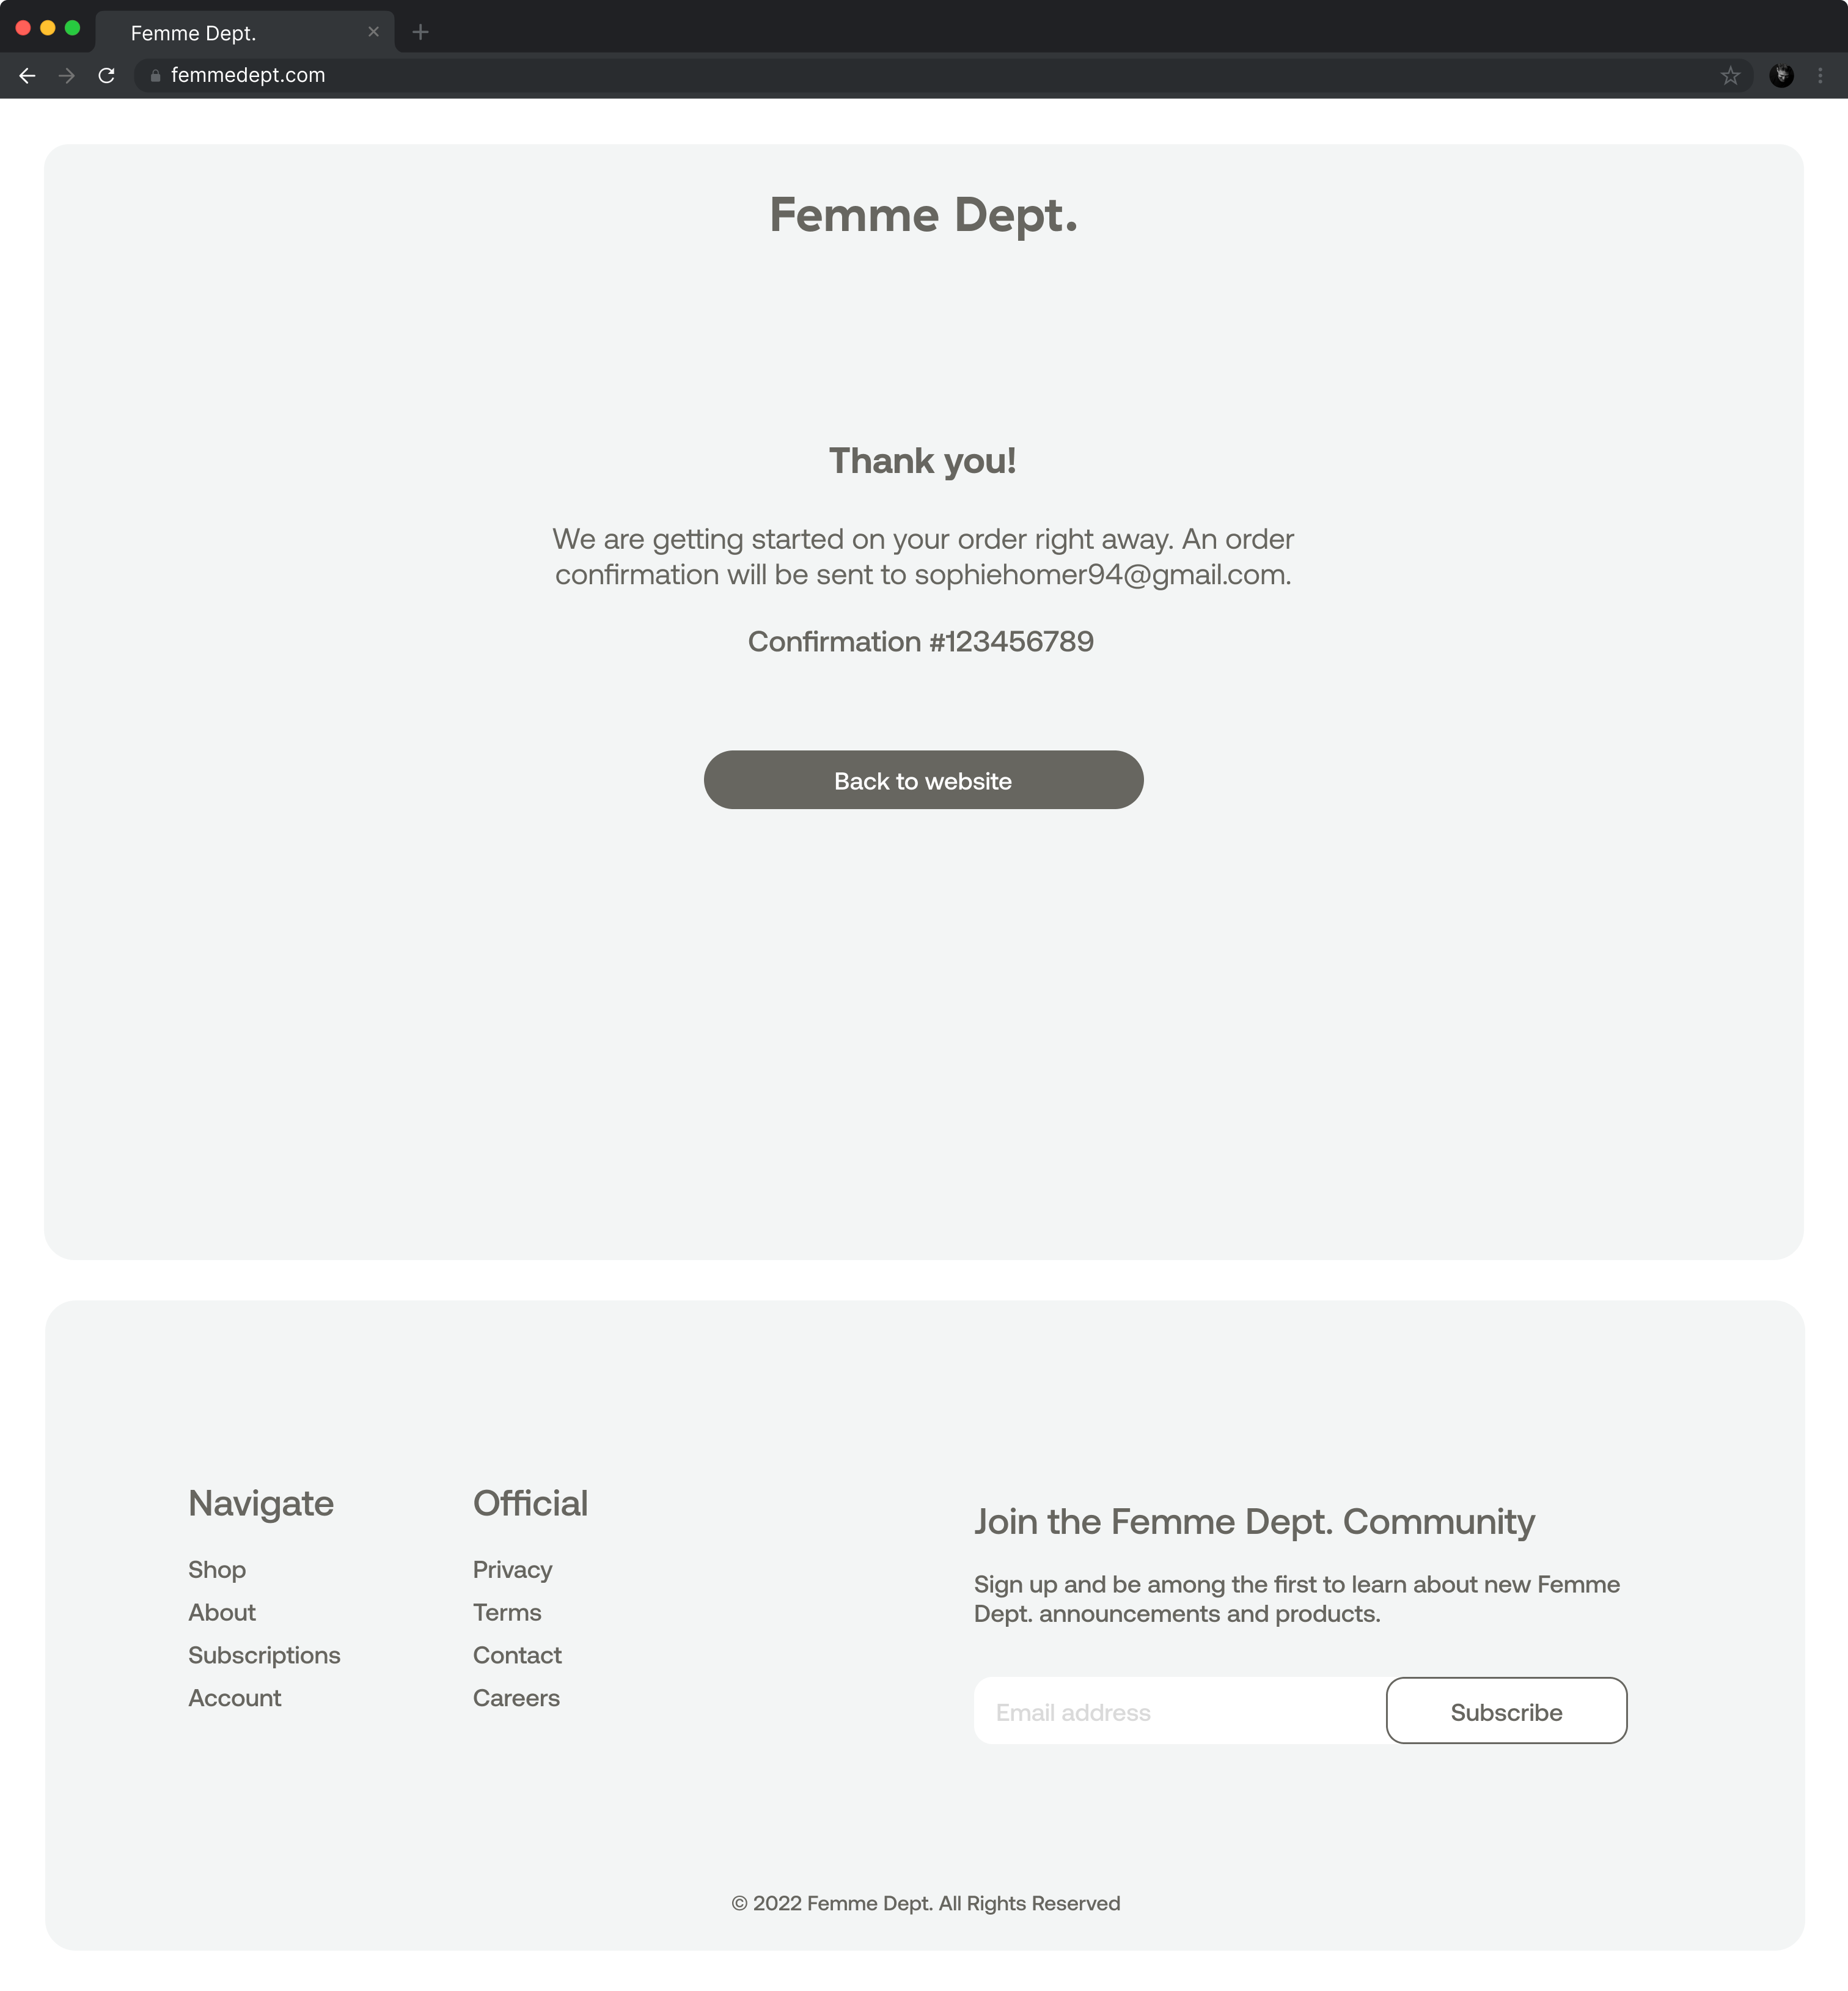 Femme Dept.
femmedept.com
Femme Dept.
Thank you!
We are getting started on your order right away. An order
confirmation will be sent to sophiehomer94@gmail.com.
Confirmation #123456789
Back to website
Navigate
Shop
About
Subscriptions
Account
Official
Privacy
Terms
Contact
Careers
Join the Femme Dept. Community
Sign up and be among the first to learn about new Femme
Dept. announcements and products.
Email address
Subscribe
© 2022 Femme Dept. All Rights Reserved